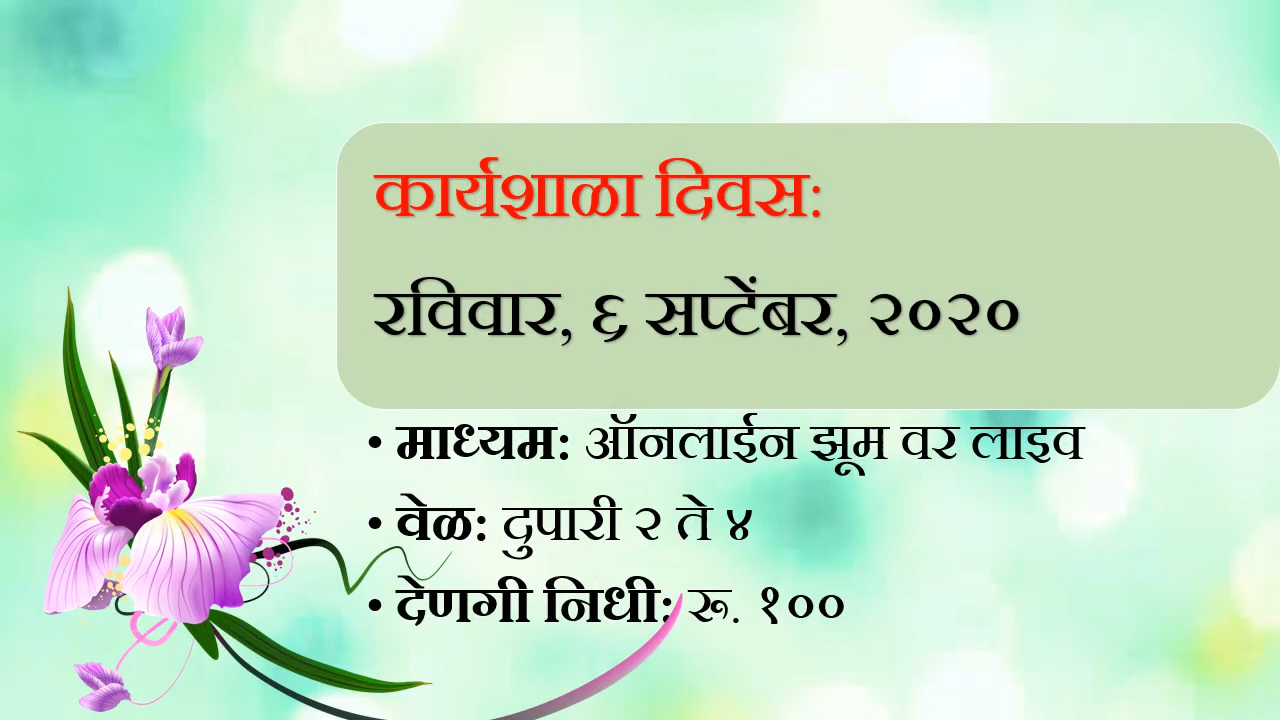 कार्यशाळा दिवस:
रविवार, ६ सप्टेंबर, २०२०
• माध्यम: ऑनलाईन झूम वर लाइव
• वेळ: दुपारी २ ते ४
• देणगी निधी: रू. १००